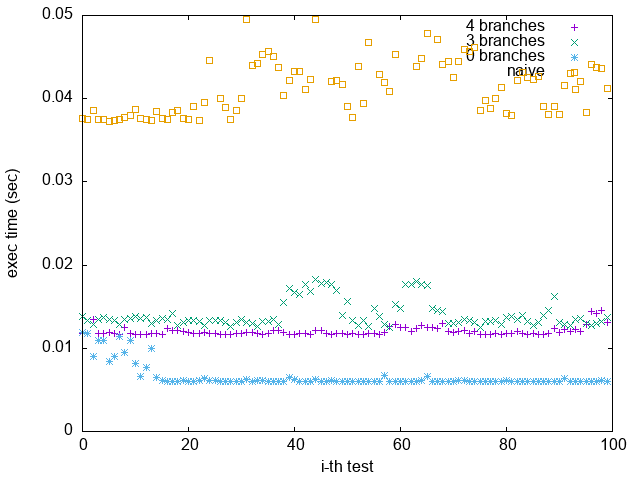 0.05
0.04
0.03
0.02
0.01
0
exec time (sec)
4 branches
3 branches
0 branches
naive
0 20 40 60 80 100
i-th test